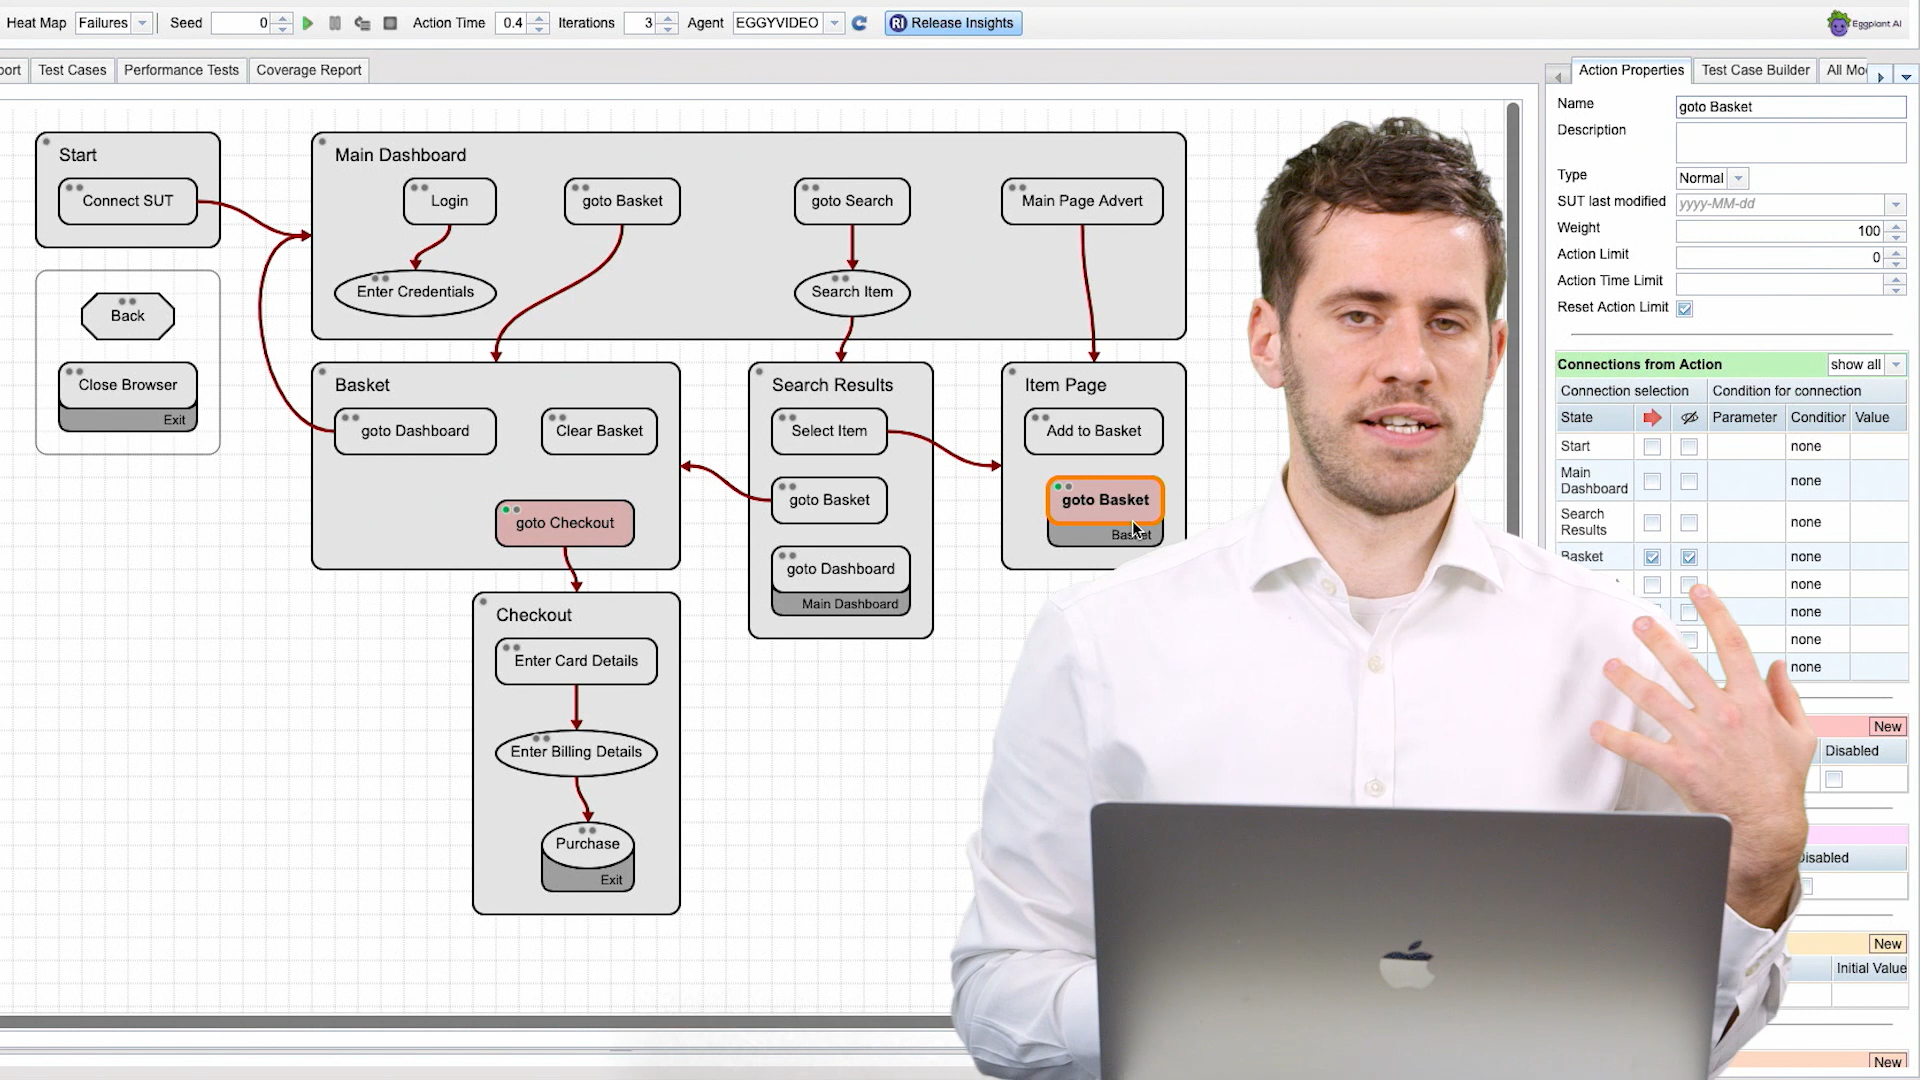 Heat Map Failures Seed 0 Action Time 0.4 Iterations 3 Agent EGGYVIDEO RI Release Insights Eggplant AI
port Test Cases Performance Tests Coverage Report
Action Properties Test Case Builder All Mo
Start
Connect SUT
Back
Close Browser
Exit
Main Dashboard
Login
goto Basket
goto Search
Main Page Advert
Enter Credentials
Search Item
Basket
goto Dashboard
Clear Basket
goto Checkout
Search Results
Select Item
goto Basket
goto Dashboard
Main Dashboard
Item Page
Add to Basket
goto Basket
Basket
Checkout
Enter Card Details
Enter Billing Details
Purchase
Exit
Name goto Basket
Description
Type Normal
SUT last modified yyyy-MM-dd
Weight 100
Action Limit 0
Action Time Limit
Reset Action Limit
Connections from Action show all
Connection selection Condition for connection
State Parameter Conditior Value
Start none
Main
Dashboard none
Search
Results none
Basket none
none
none
none
none
New
Disabled
Disabled
New
Initial Value
New